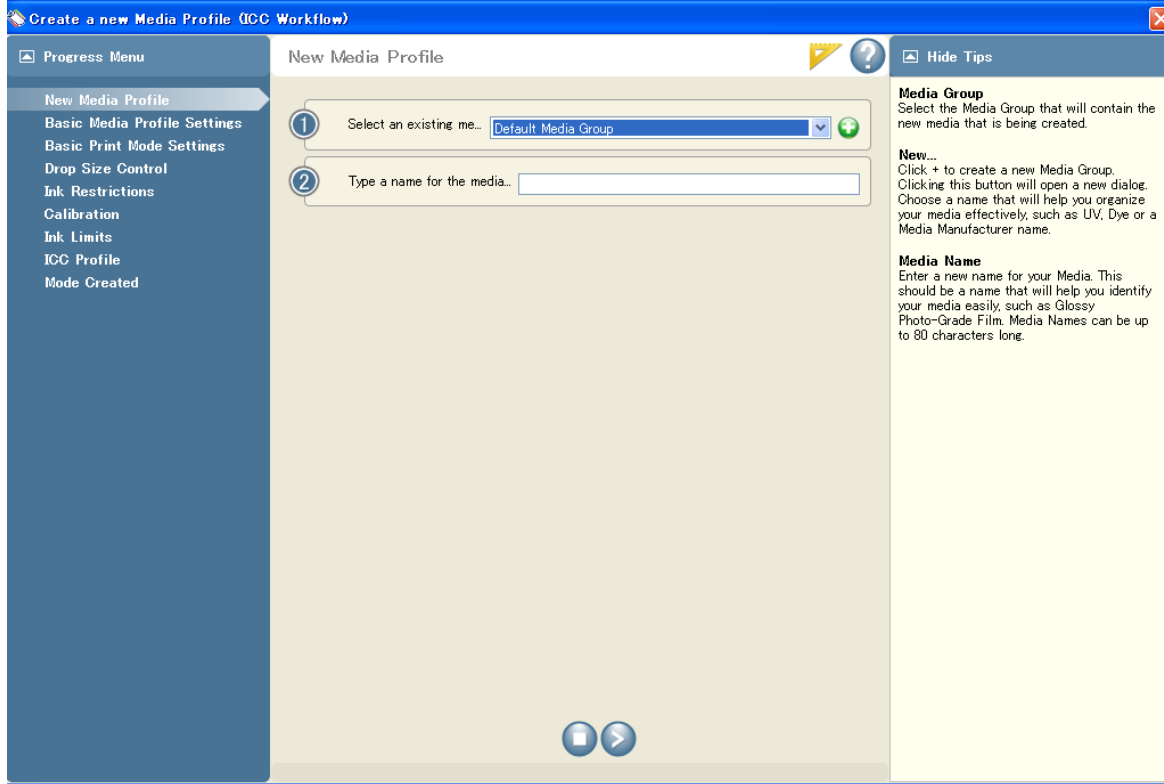 Create a new Media Profile (ICC Workflow)
Progress Menu
New Media Profile
Basic Media Profile Settings
Basic Print Mode Settings
Drop Size Control
Ink Restrictions
Calibration
Ink Limits
ICC Profile
Mode Created
New Media Profile
?
1
Select an existing me... Default Media Group
2
Type a name for the media...
Hide Tips
Media Group
Select the Media Group that will contain the
new media that is being created.
New...
Click + to create a new Media Group.
Clicking this button will open a new dialog.
Choose a name that will help you organize
your media effectively, such as UV, Dye or a
Media Manufacturer name.
Media Name
Enter a new name for your Media. This
should be a name that will help you identify
your media easily, such as Glossy
Photo-Grade Film. Media Names can be up
to 80 characters long.